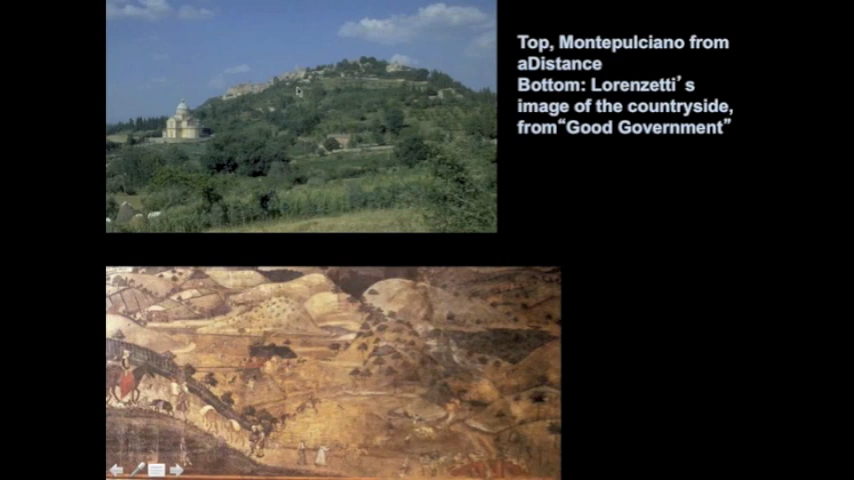 Top, Montepulciano from
aDistance
Bottom: Lorenzetti’s
image of the countryside,
from“Good Government”